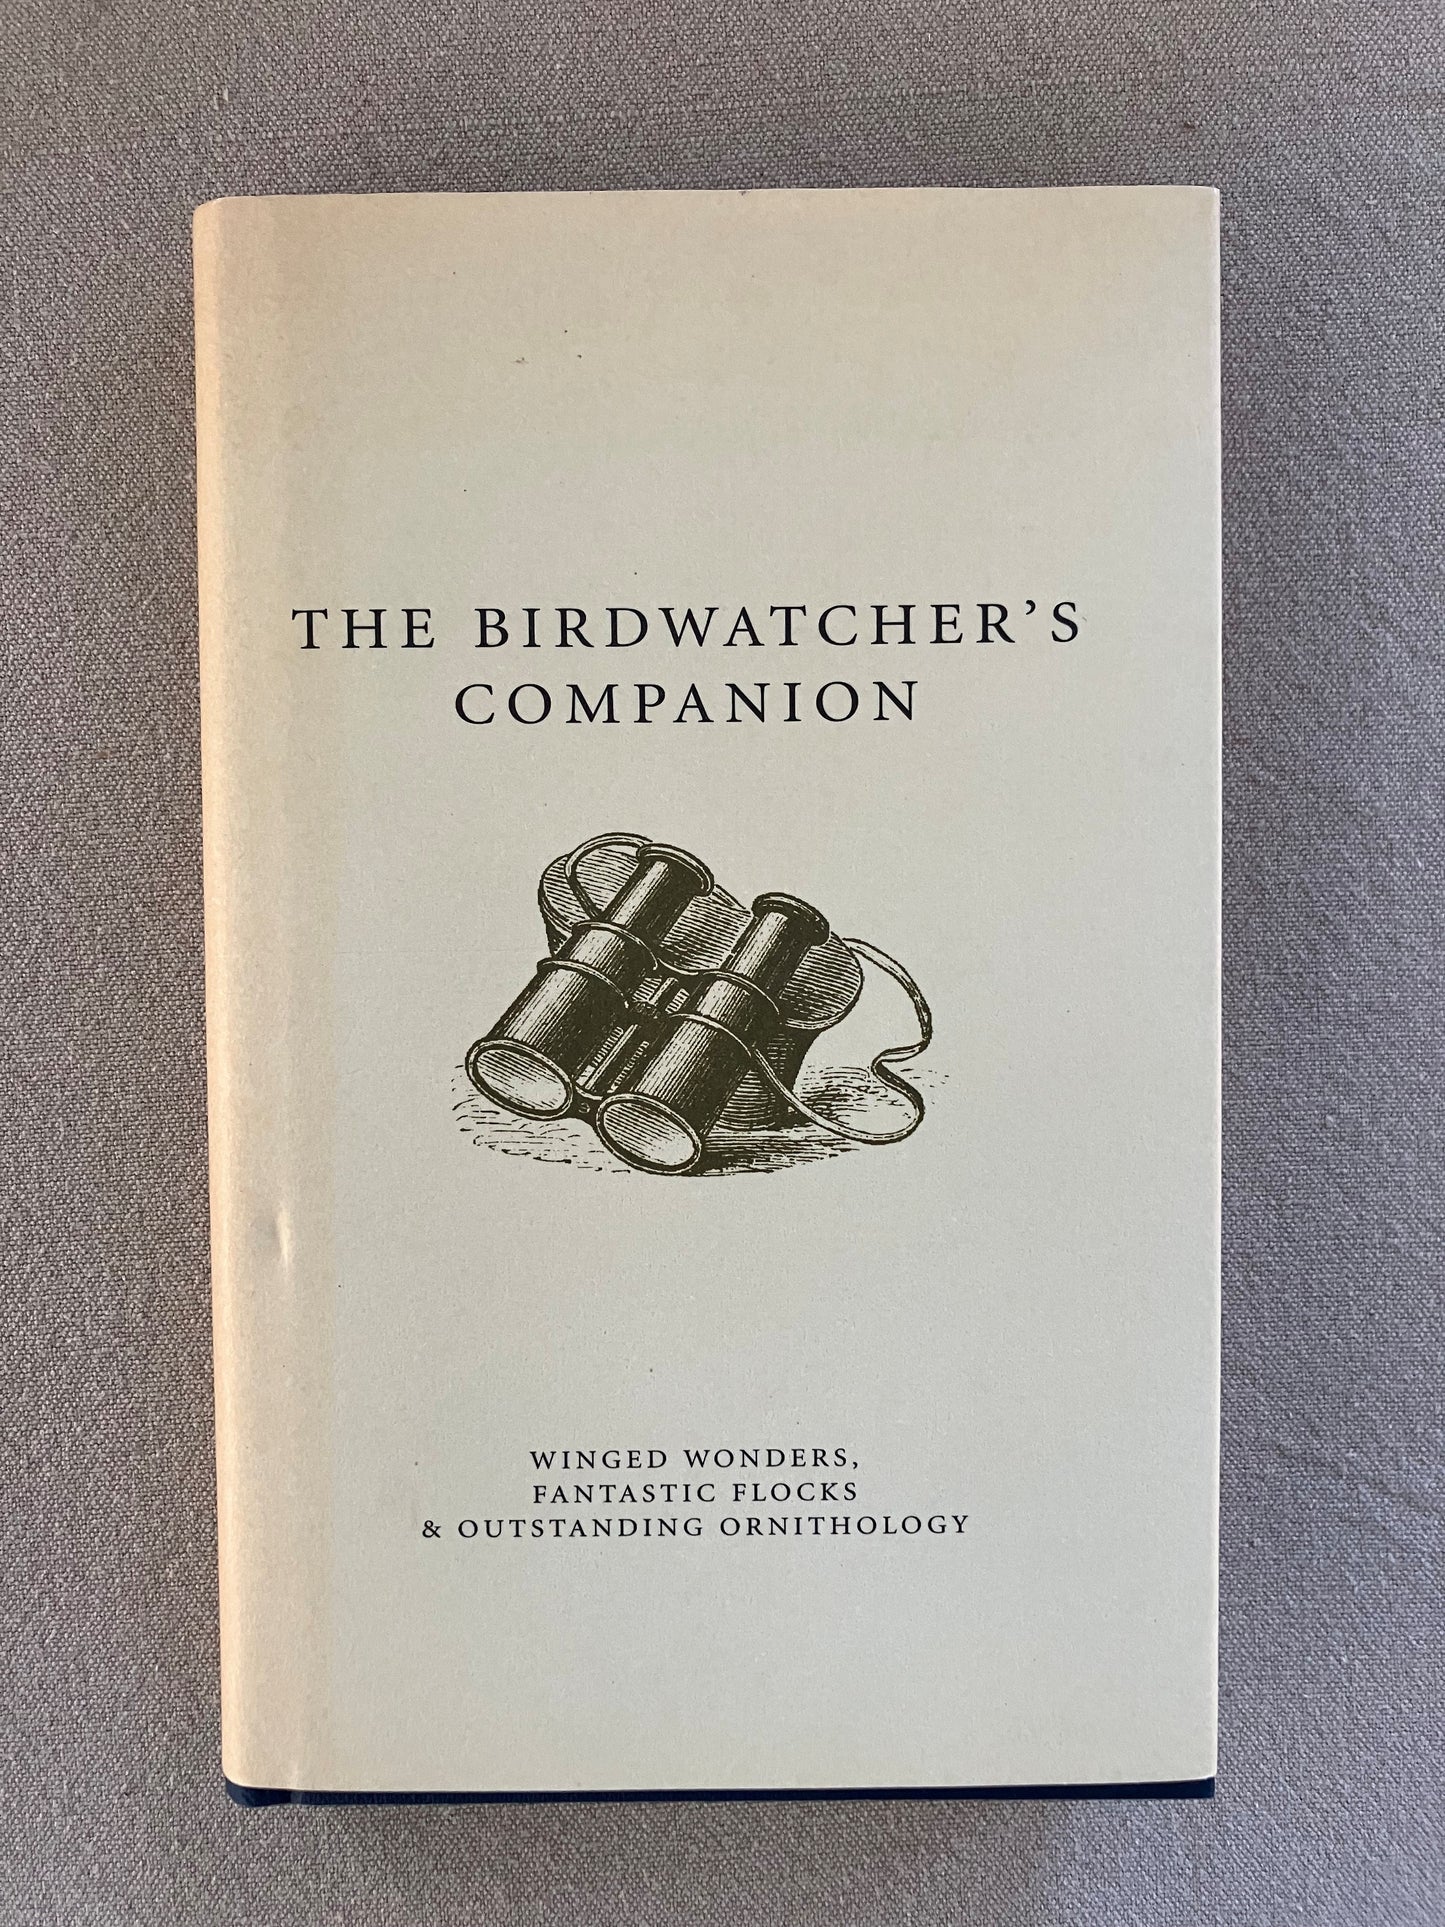 THE BIRDWATCHER’S
COMPANION
WINGED WONDERS,
FANTASTIC FLOCKS
& OUTSTANDING ORNITHOLOGY